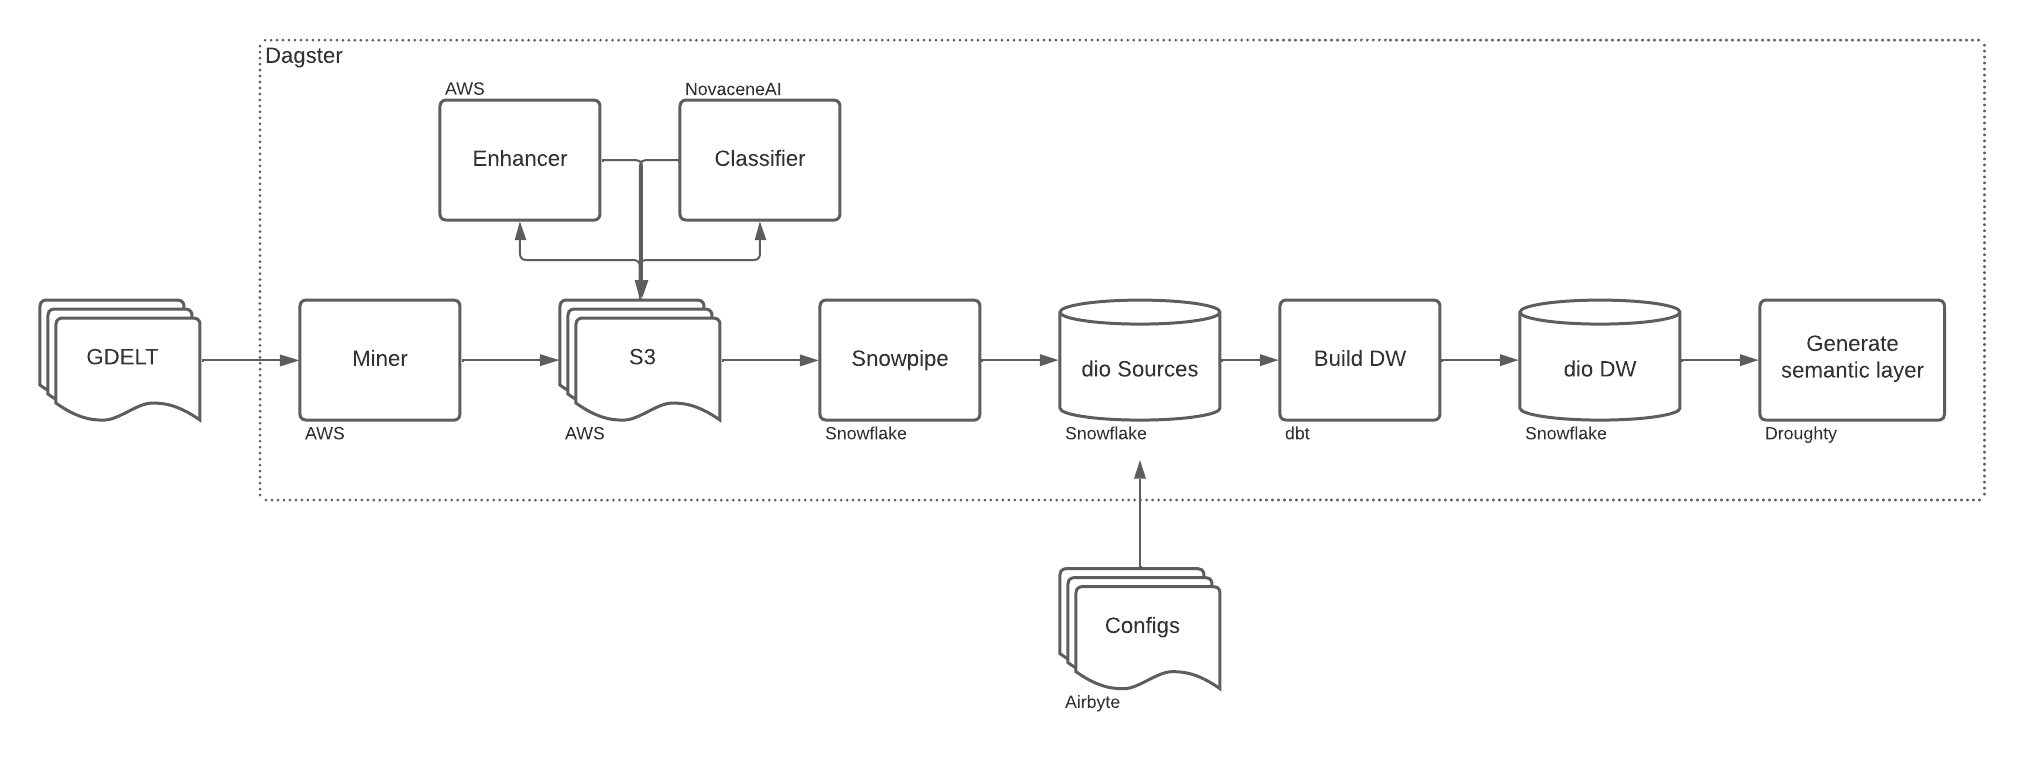 Dagster
AWS
NovaceneAI
Enhancer
Classifier
GDELT
Miner
S3
Snowpipe
dio Sources
Build DW
dio DW
Generate
semantic layer
AWS
AWS
Snowflake
Snowflake
dbt
Snowflake
Droughty
Configs
Airbyte